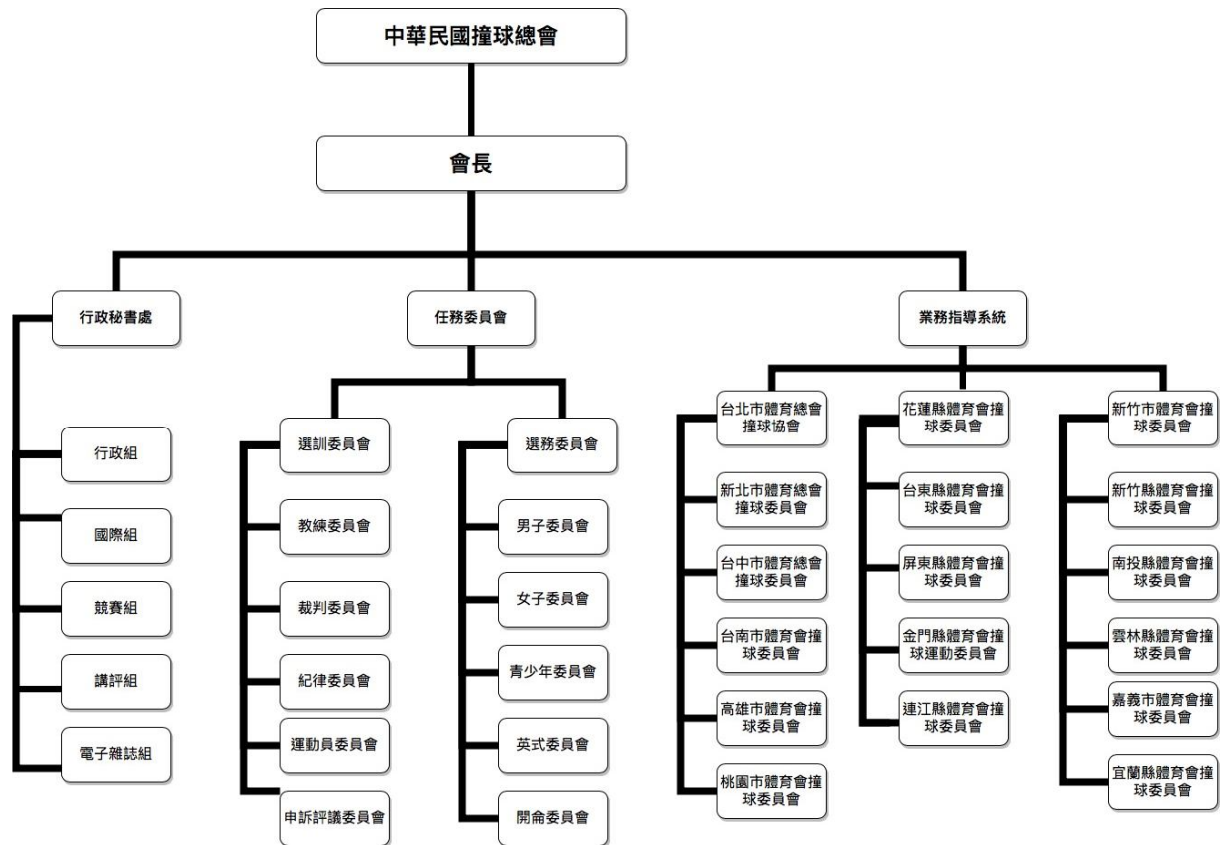 中華民國撞球總會
會長
行政秘書處
行政組
國際組
競賽組
講評組
電子雜誌組
任務委員會
選訓委員會
教練委員會
裁判委員會
紀律委員會
運動員委員會
申訴評議委員會
選務委員會
男子委員會
女子委員會
青少年委員會
英式委員會
開侖委員會
業務指導系統
台北市體育總會
撞球協會
新北市體育總會
撞球委員會
台中市體育總會
撞球委員會
台南市體育會撞
球委員會
高雄市體育會撞
球委員會
桃園市體育會撞
球委員會
花蓮縣體育會撞
球委員會
台東縣體育會撞
球委員會
屏東縣體育會撞
球委員會
金門縣體育會撞
球運動委員會
連江縣體育會撞
球委員會
新竹市體育會撞
球委員會
新竹縣體育會撞
球委員會
南投縣體育會撞
球委員會
雲林縣體育會撞
球委員會
嘉義市體育會撞
球委員會
宜蘭縣體育會撞
球委員會